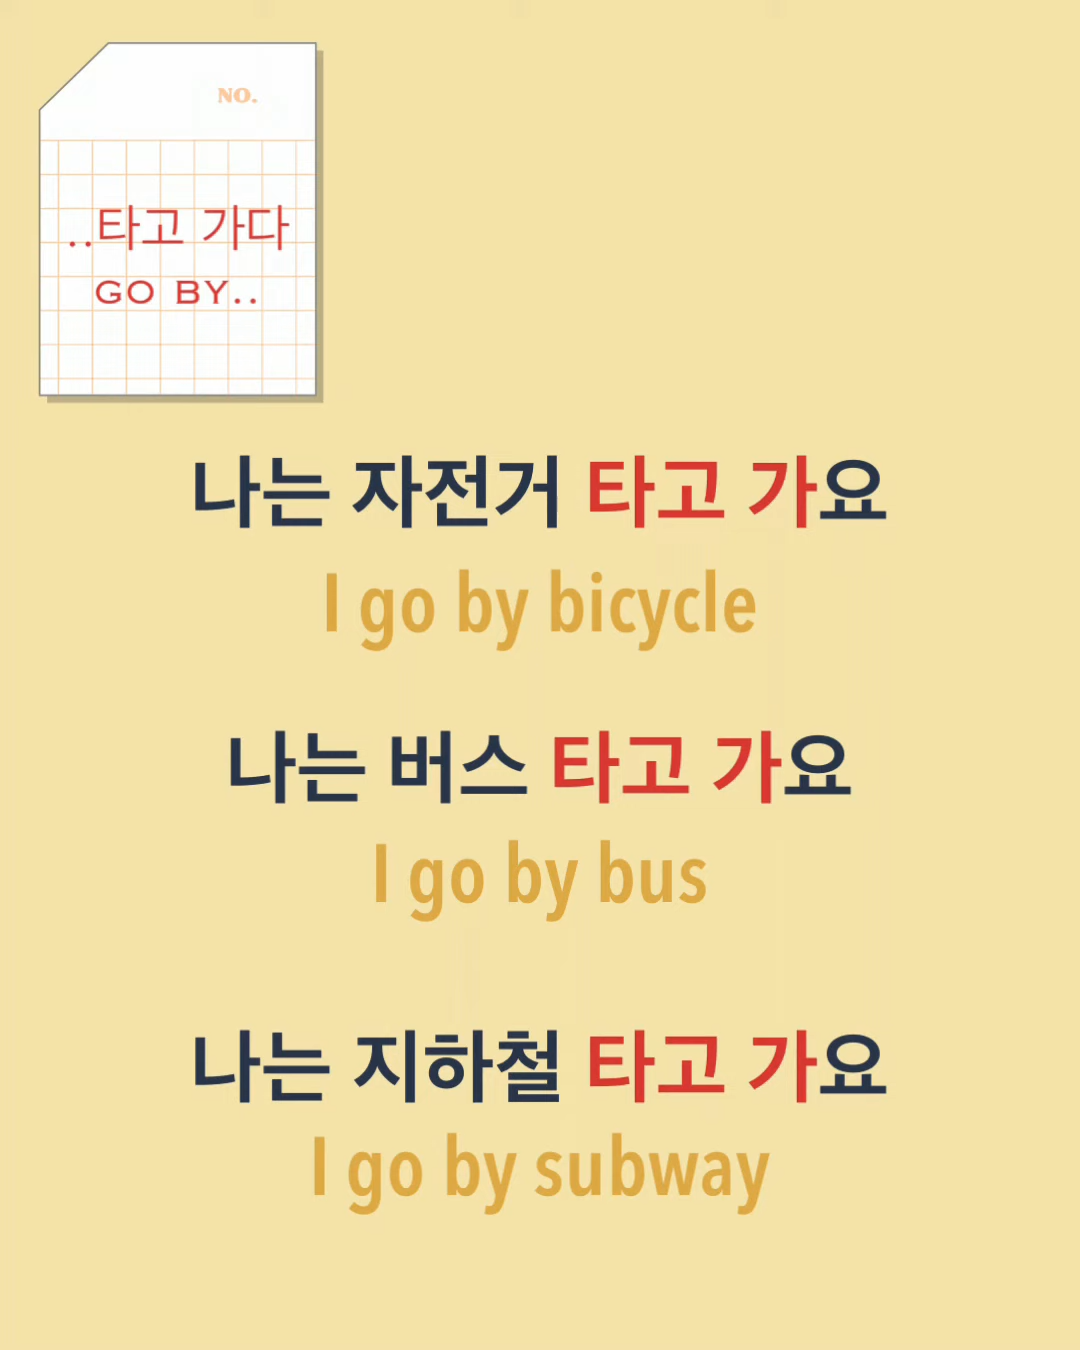 NO.
..타고 가다
GO BY..
나는 자전거 타고 가요
I go by bicycle
나는 버스 타고 가요
I go by bus
나는 지하철 타고 가요
I go by subway